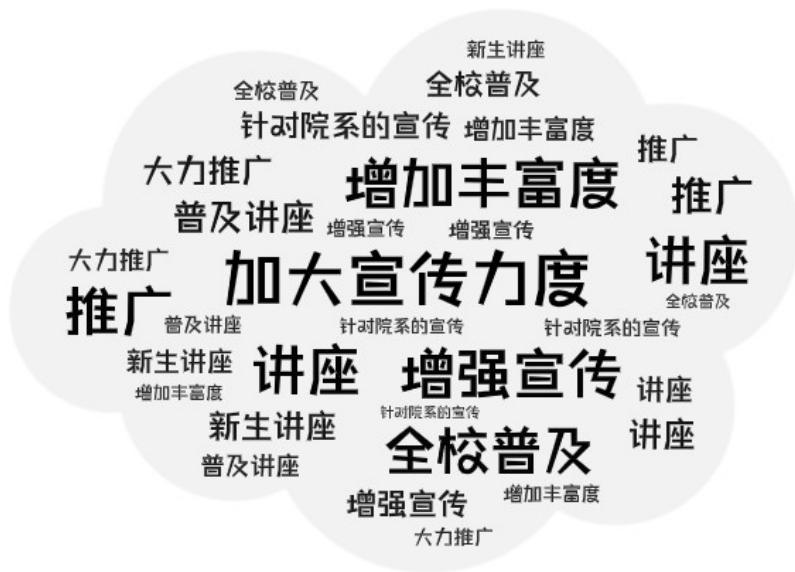 新生讲座
全校普及
全校普及
针对院系的宣传
增加丰富度
推广
大力推广
增加丰富度
推广
普及讲座
增强宣传
增强宣传
讲座
大力推广
加大宣传力度
全校普及
推广
普及讲座
针对院系的宣传
针对院系的宣传
新生讲座
讲座
增强宣传
讲座
增加丰富度
针对院系的宣传
新生讲座
讲座
全校普及
普及讲座
增强宣传
增加丰富度
大力推广